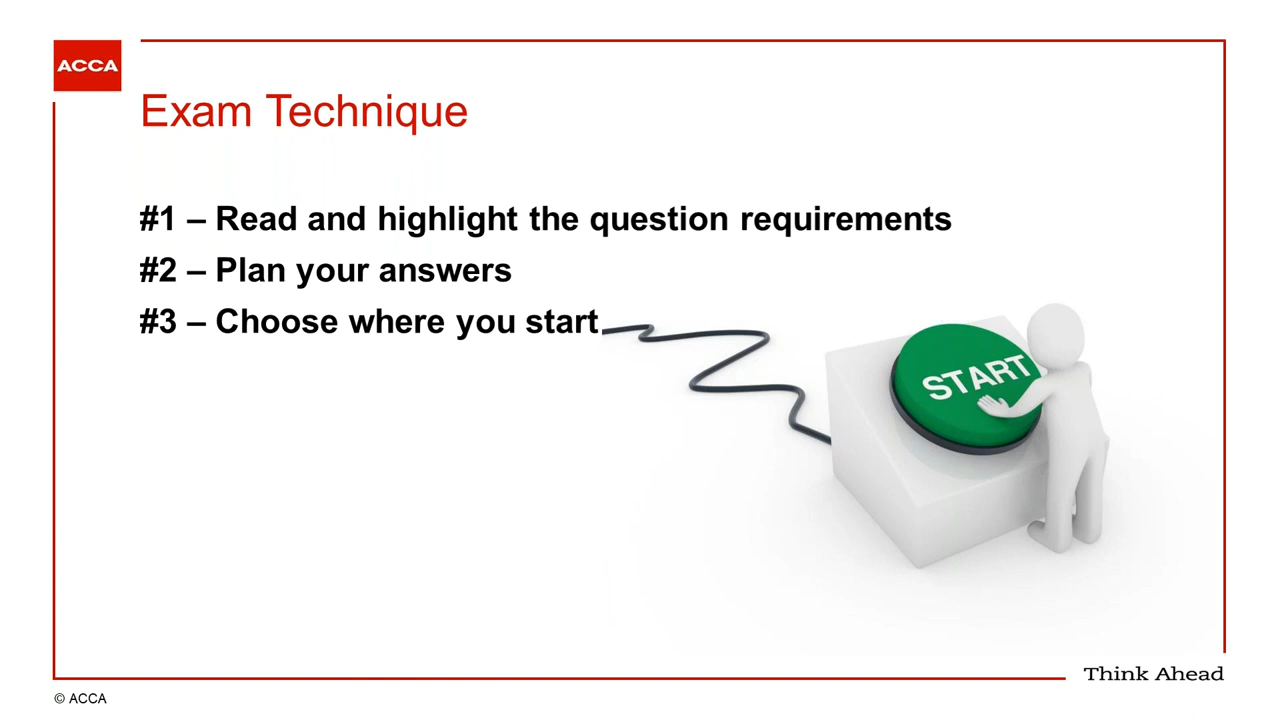 ACCA
Exam Technique
#1 – Read and highlight the question requirements
#2 – Plan your answers
#3 – Choose where you start
START
Think Ahead
© ACCA